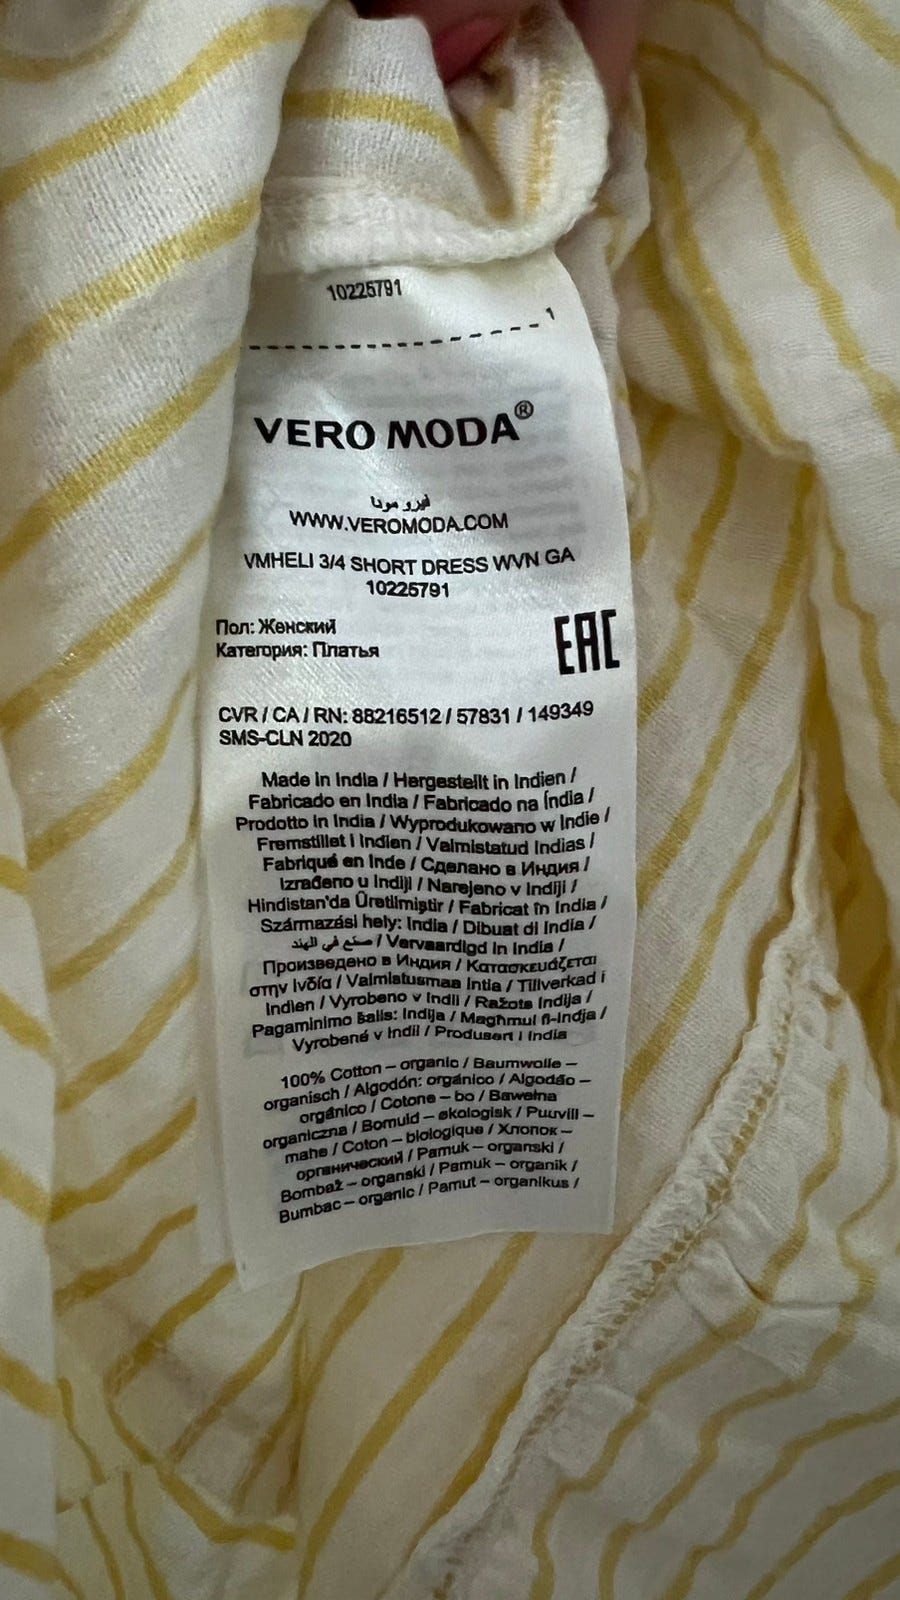 10225791
1
VERO MODA®
فيرو مودا
WWW.VEROMODA.COM
VMHELI 3/4 SHORT DRESS WVN GA
10225791
Пол: Женский
Категория: Платья
EAC
CVR / CA / RN: 88216512 / 57831 / 149349
SMS-CLN 2020
Made in India / Hergestellt in Indien /
Fabricado en India / Fabricado na Índia /
Prodotto in India / Wyprodukowano w Indie /
Fremstillet i Indien / Valmistatud Indias /
Fabriqué en Inde / Сделано в Индия /
Izrađeno u Indiji / Narejeno v Indiji /
Hindistan'da Üretilmiştir / Fabricat în India /
Származási hely: India / Dibuat di India /
صنع في الهند / Vervaardigd in India /
Произведено в Индия / Κατασκευάζεται
στην Ινδία / Valmistusmaa Intia / Tillverkad i
Indien / Vyrobeno v Indii / Ražots Indija /
Pagaminimo šalis: Indija / Magħmul fl-Indja /
Vyrobené v Indii / Produsert i India
100% Cotton – organic / Baumwolle –
organisch / Algodón: orgánico / Algodão –
orgânico / Cotone – bo / Bawełna
organiczna / Bomuld – økologisk / Puuvill –
mahe / Coton – biologique / Хлопок –
органический / Pamuk – organski /
Bombaž – organski / Pamuk – organik /
Bumbac – organic / Pamut – organikus /